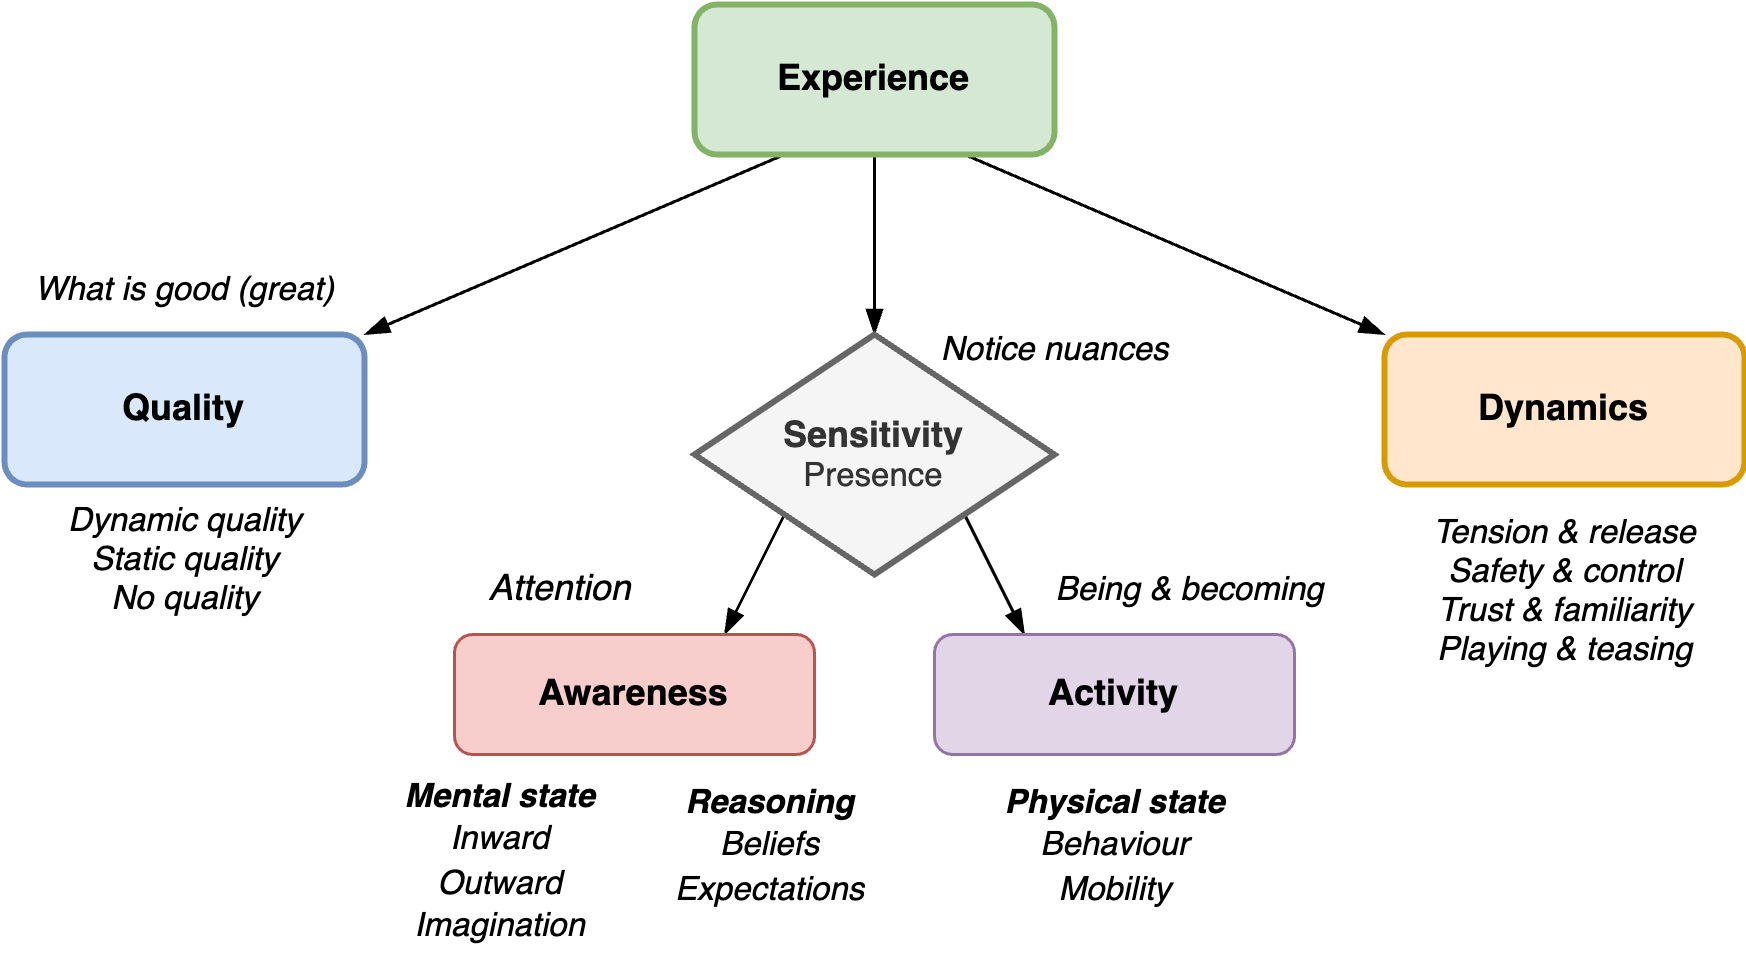 Experience
What is good (great)
Quality
Dynamic quality
Static quality
No quality
Notice nuances
Sensitivity
Presence
Dynamics
Tension & release
Safety & control
Trust & familiarity
Playing & teasing
Attention
Awareness
Mental state
Inward
Outward
Imagination
Reasoning
Beliefs
Expectations
Being & becoming
Activity
Physical state
Behaviour
Mobility